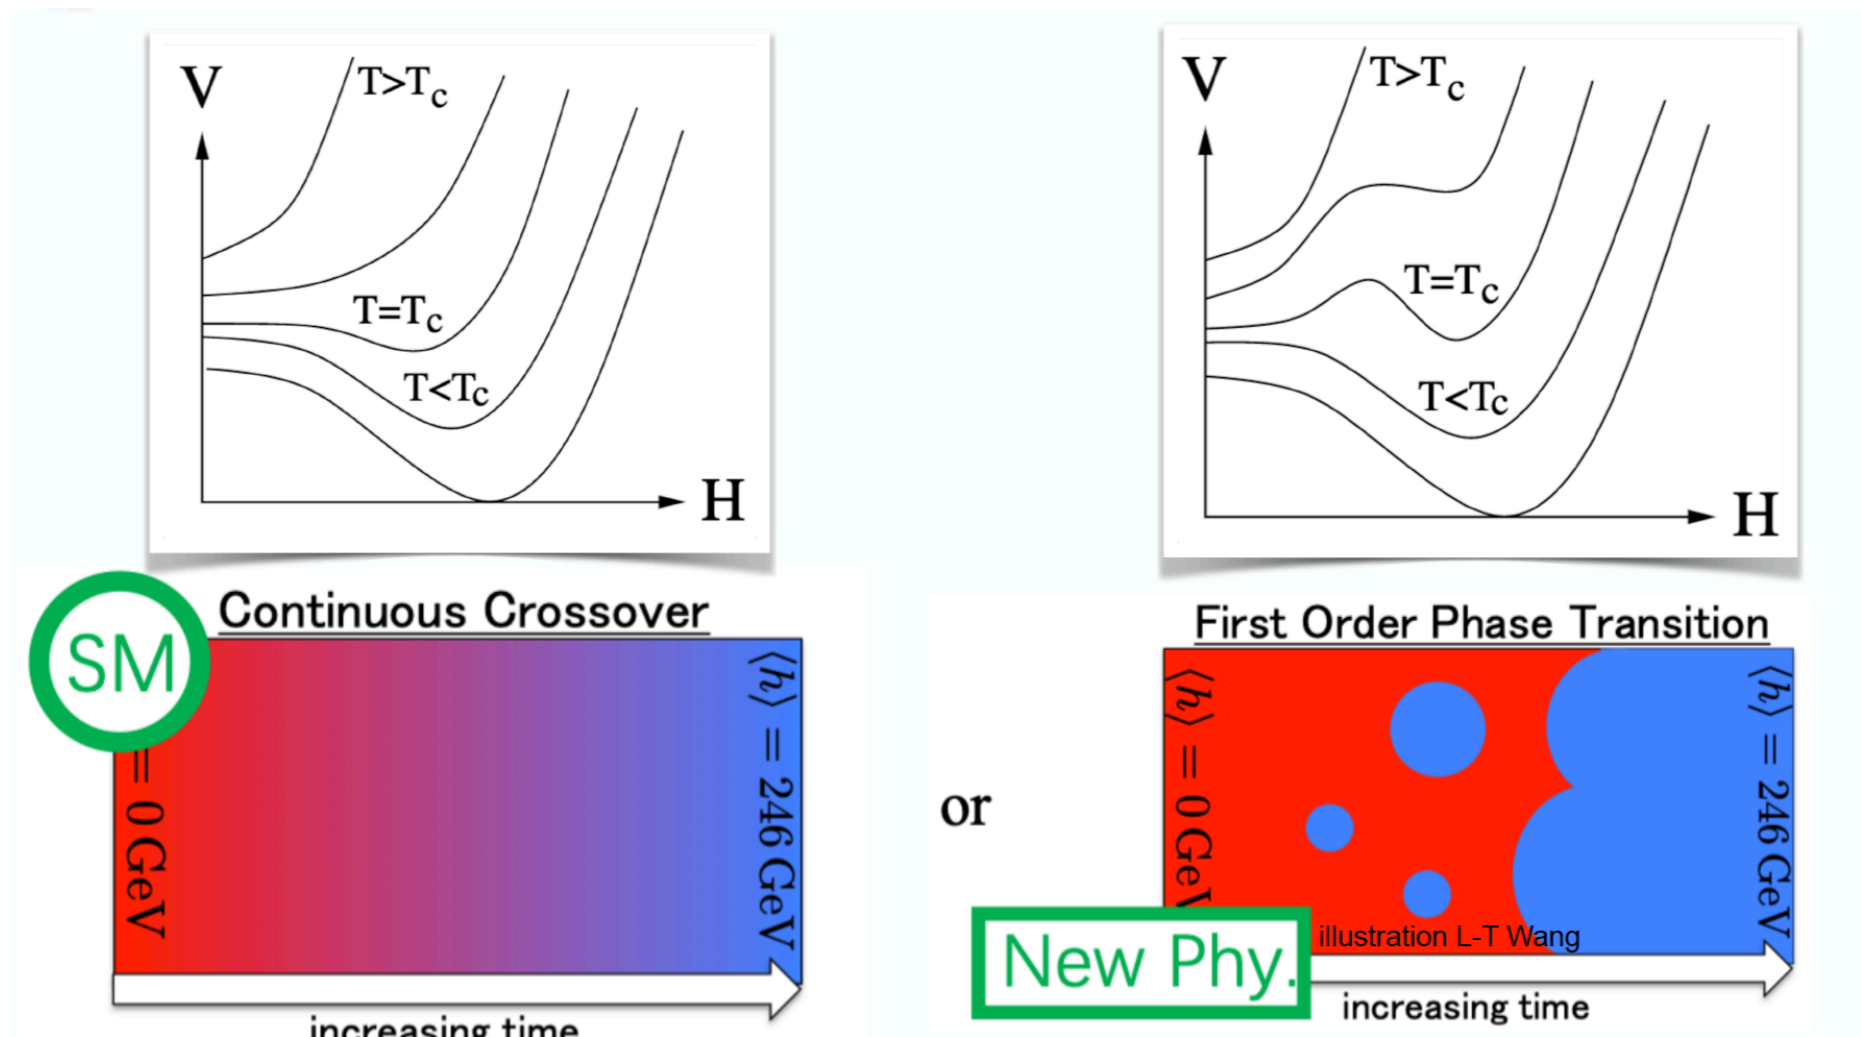 V
T>Tc
T=Tc
T<Tc
H
V
T>Tc
T=Tc
T<Tc
H
SM
Continuous Crossover
= 0 GeV
⟨h⟩ = 246 GeV
increasing time
or
First Order Phase Transition
⟨h⟩ = 0 GeV
⟨h⟩ = 246 GeV
illustration L-T Wang
New Phy.
increasing time